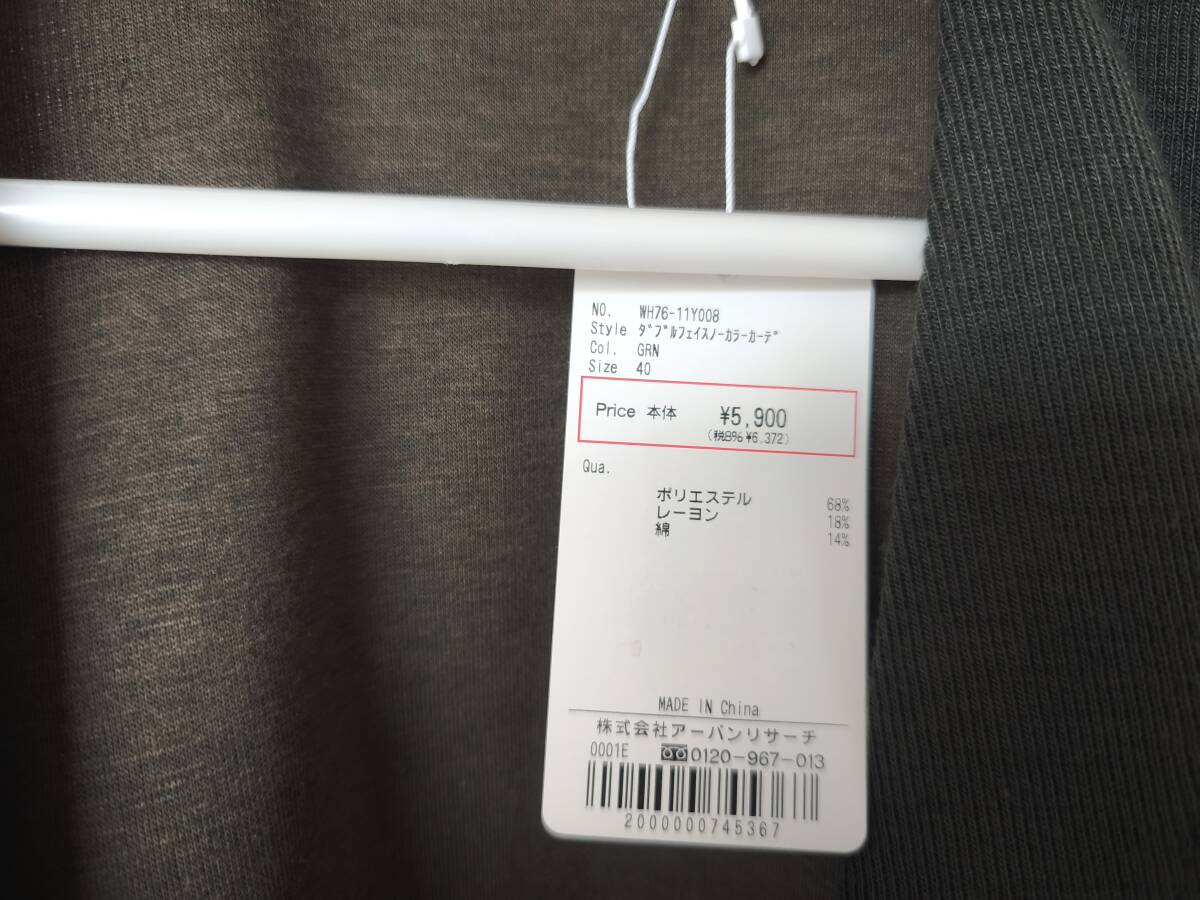 NO. WH76-11Y008
Style ﾀﾞﾌﾞﾙﾌｪｲｽﾉｰｶﾗｰｶｰﾃﾞ
Col. GRN
Size 40
Price 本体 ¥5,900
(税8% ¥6,372)
Qua.
ポリエステル 68%
レーヨン 18%
綿 14%
MADE IN China
株式会社アーバンリサーチ
0001E 0120-967-013
2000000745367